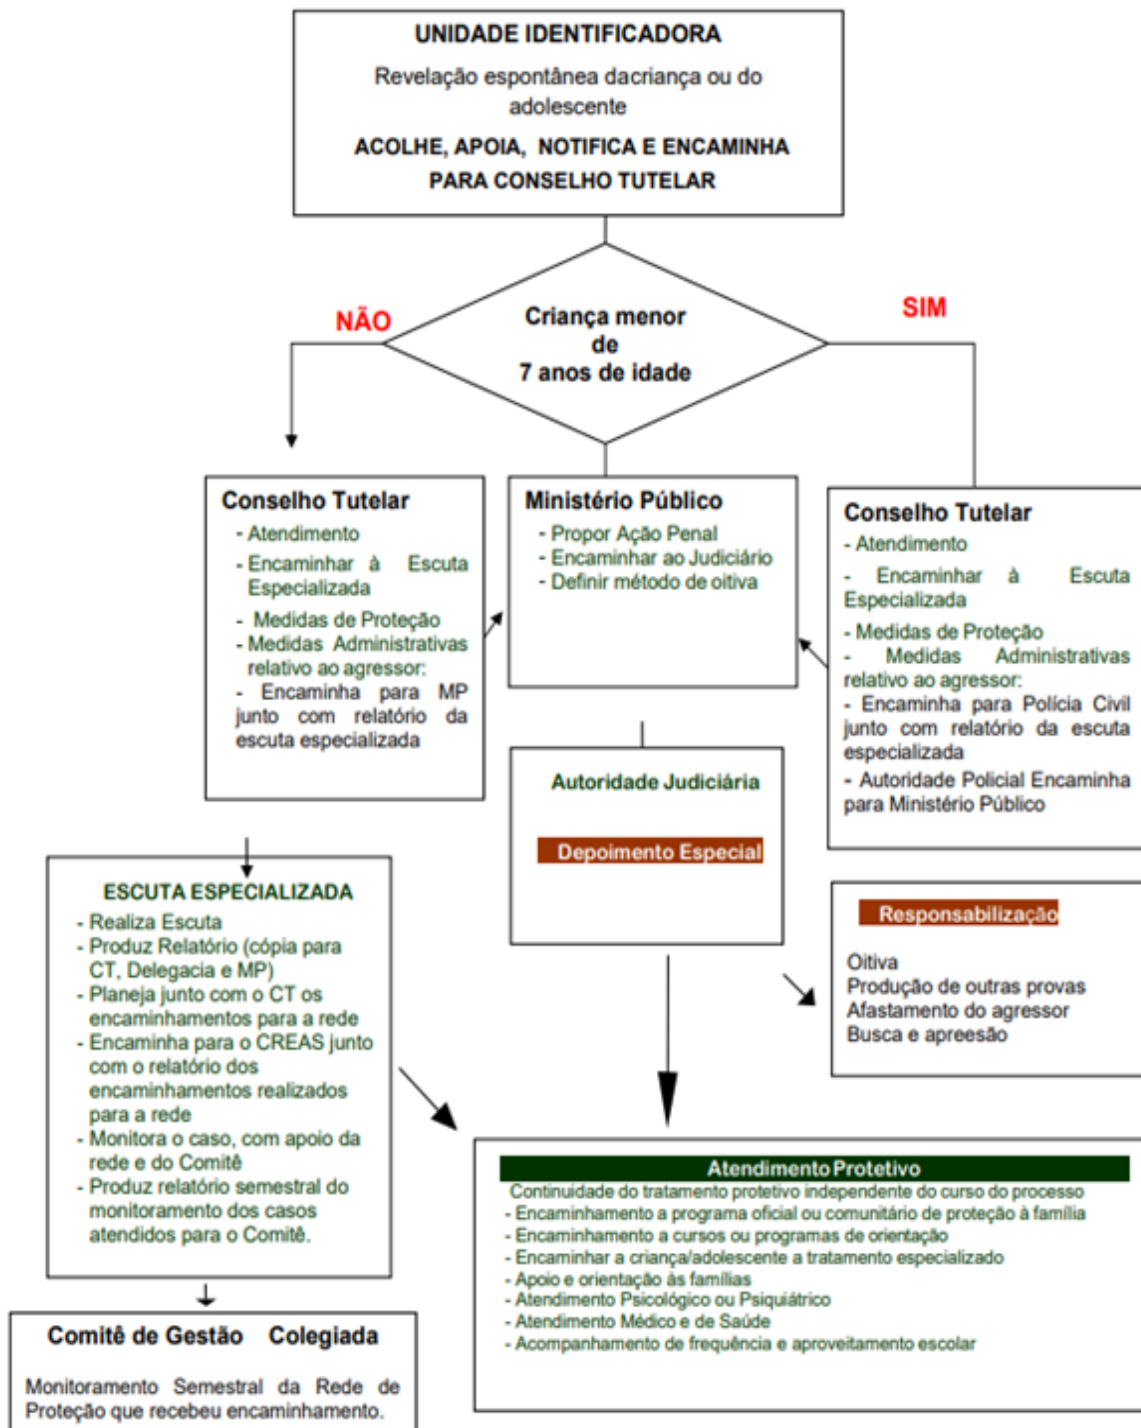 UNIDADE IDENTIFICADORA
Revelação espontânea dacriança ou do
adolescente
ACOLHE, APOIA, NOTIFICA E ENCAMINHA
PARA CONSELHO TUTELAR
NÃO
SIM
Criança menor
de
7 anos de idade
Conselho Tutelar
- Atendimento
- Encaminhar à Escuta
Especializada
- Medidas de Proteção
- Medidas Administrativas
relativo ao agressor:
- Encaminha para MP
junto com relatório da
escuta especializada
Ministério Público
- Propor Ação Penal
- Encaminhar ao Judiciário
- Definir método de oitiva
Conselho Tutelar
- Atendimento
- Encaminhar à Escuta
Especializada
- Medidas de Proteção
- Medidas Administrativas
relativo ao agressor:
- Encaminha para Polícia Civil
junto com relatório da escuta
especializada
- Autoridade Policial Encaminha
para Ministério Público
Autoridade Judiciária
Depoimento Especial
ESCUTA ESPECIALIZADA
- Realiza Escuta
- Produz Relatório (cópia para
CT, Delegacia e MP)
- Planeja junto com o CT os
encaminhamentos para a rede
- Encaminha para o CREAS junto
com o relatório dos
encaminhamentos realizados
para a rede
- Monitora o caso, com apoio da
rede e do Comitê
- Produz relatório semestral do
monitoramento dos casos
atendidos para o Comitê.
Responsabilização
Oitiva
Produção de outras provas
Afastamento do agressor
Busca e apreesão
Atendimento Protetivo
Continuidade do tratamento protetivo independente do curso do processo
- Encaminhamento a programa oficial ou comunitário de proteção à família
- Encaminhamento a cursos ou programas de orientação
- Encaminhar a criança/adolescente a tratamento especializado
- Apoio e orientação às famílias
- Atendimento Psicológico ou Psiquiátrico
- Atendimento Médico e de Saúde
- Acompanhamento de frequência e aproveitamento escolar
Comitê de Gestão Colegiada
Monitoramento Semestral da Rede de
Proteção que recebeu encaminhamento.